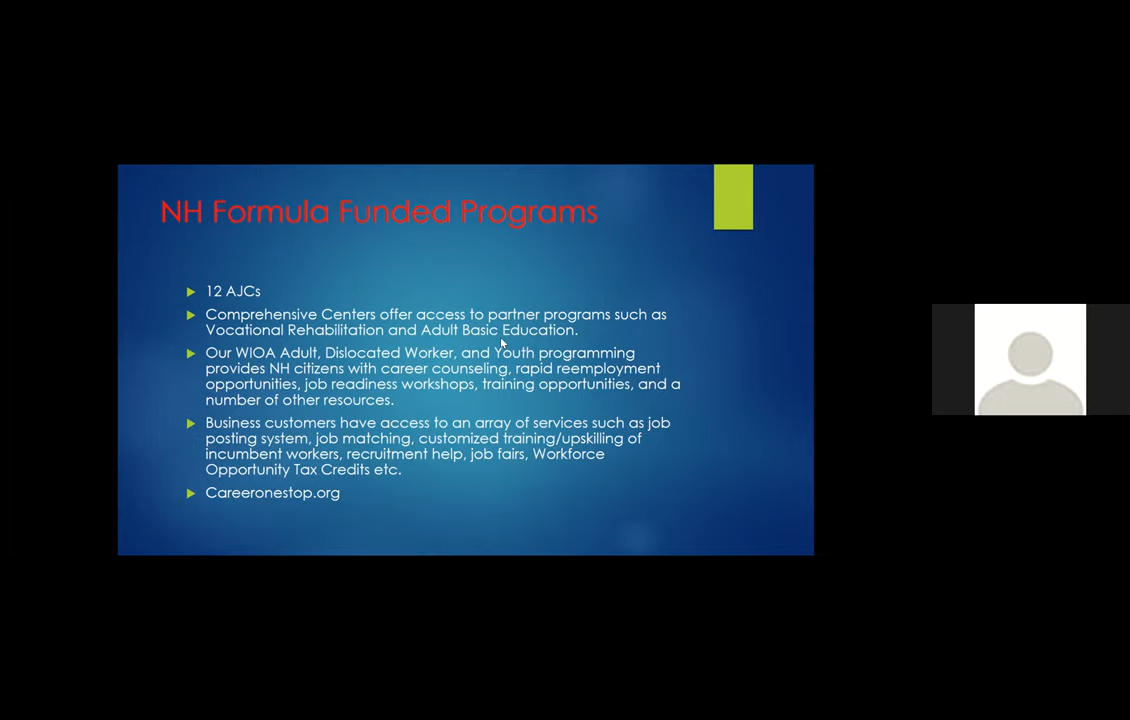 NH Formula Funded Programs
12 AJCs
Comprehensive Centers offer access to partner programs such as
Vocational Rehabilitation and Adult Basic Education.
Our WIOA Adult, Dislocated Worker, and Youth programming
provides NH citizens with career counseling, rapid reemployment
opportunities, job readiness workshops, training opportunities, and a
number of other resources.
Business customers have access to an array of services such as job
posting system, job matching, customized training/upskilling of
incumbent workers, recruitment help, job fairs, Workforce
Opportunity Tax Credits etc.
Careeronestop.org